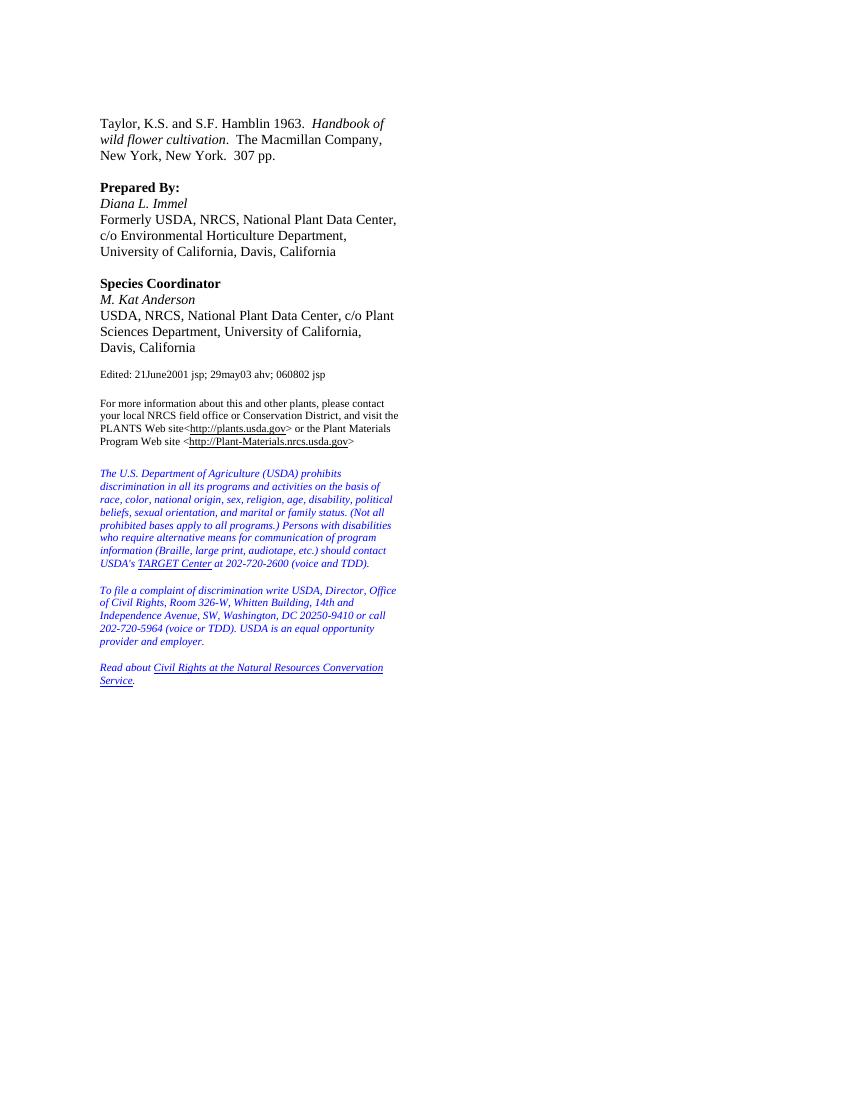 Taylor, K.S. and S.F. Hamblin 1963.  Handbook of
wild flower cultivation.  The Macmillan Company,
New York, New York.  307 pp.
Prepared By:
Diana L. Immel
Formerly USDA, NRCS, National Plant Data Center,
c/o Environmental Horticulture Department,
University of California, Davis, California
Species Coordinator
M. Kat Anderson
USDA, NRCS, National Plant Data Center, c/o Plant
Sciences Department, University of California,
Davis, California
Edited: 21June2001 jsp; 29may03 ahv; 060802 jsp
For more information about this and other plants, please contact
your local NRCS field office or Conservation District, and visit the
PLANTS Web site<http://plants.usda.gov> or the Plant Materials
Program Web site <http://Plant-Materials.nrcs.usda.gov>
The U.S. Department of Agriculture (USDA) prohibits
discrimination in all its programs and activities on the basis of
race, color, national origin, sex, religion, age, disability, political
beliefs, sexual orientation, and marital or family status. (Not all
prohibited bases apply to all programs.) Persons with disabilities
who require alternative means for communication of program
information (Braille, large print, audiotape, etc.) should contact
USDA's TARGET Center at 202-720-2600 (voice and TDD).
To file a complaint of discrimination write USDA, Director, Office
of Civil Rights, Room 326-W, Whitten Building, 14th and
Independence Avenue, SW, Washington, DC 20250-9410 or call
202-720-5964 (voice or TDD). USDA is an equal opportunity
provider and employer.
Read about Civil Rights at the Natural Resources Convervation
Service.